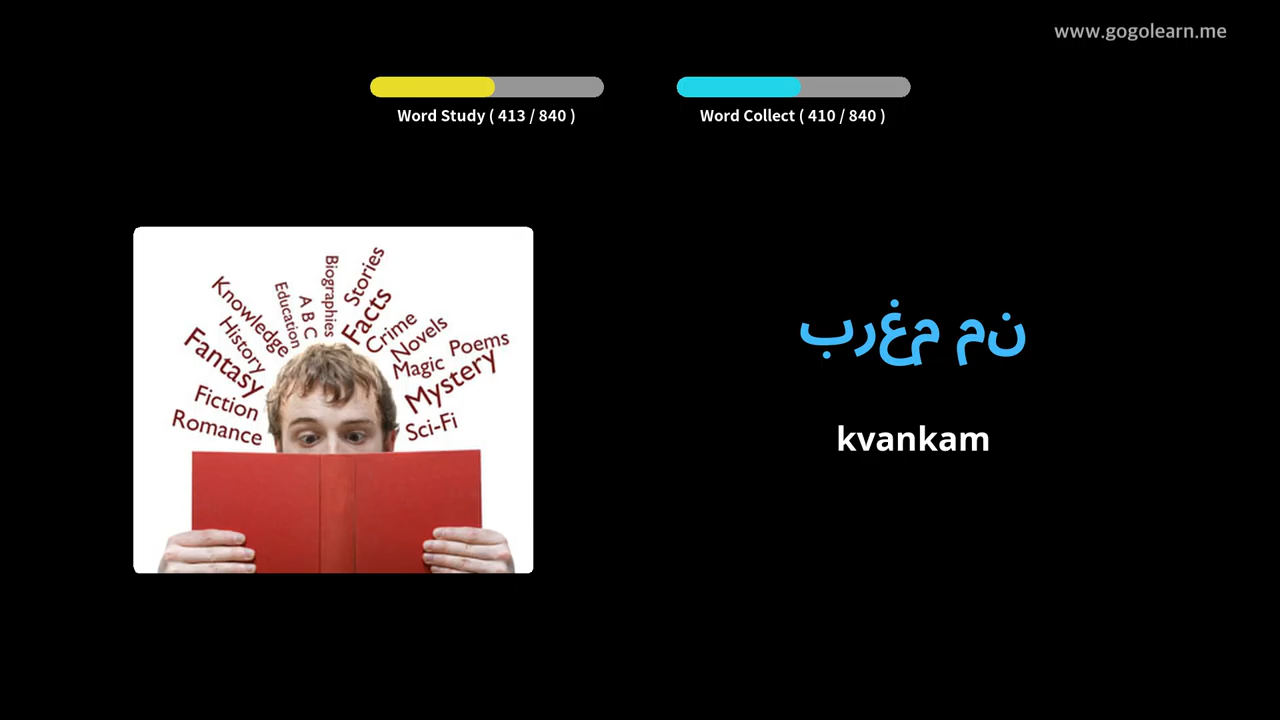 www.gogolearn.me
Word Study ( 413 / 840 )
Word Collect ( 410 / 840 )
Knowledge
History
Fantasy
Fiction
Romance
Education
A B C
Biographies
Stories
Facts
Crime
Novels
Magic
Poems
Mystery
Sci-Fi
برغم من
kvankam